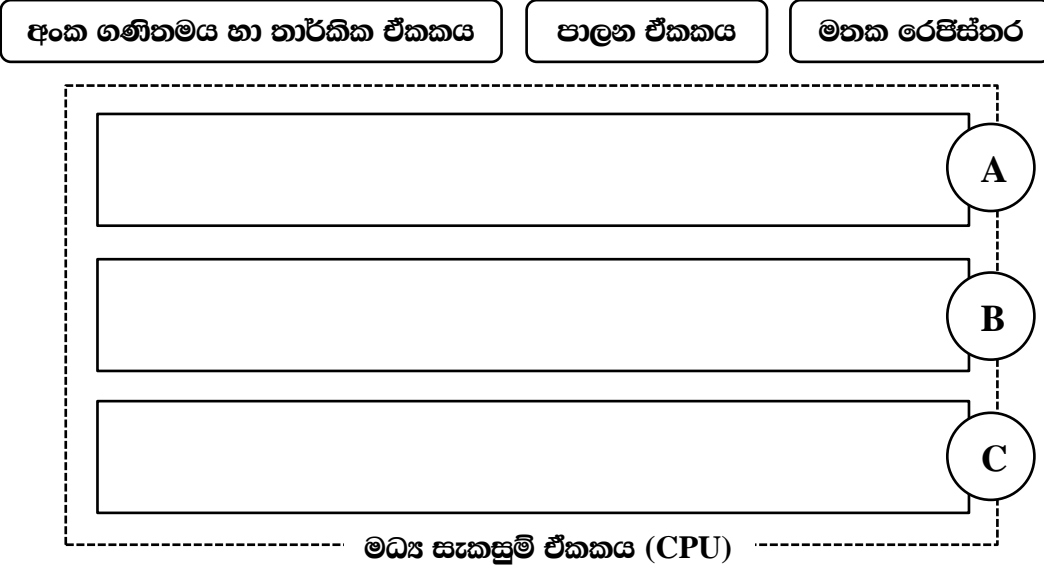 අංක ගණිතමය හා තාර්කික ඒකකය
පාලන ඒකකය
මතක රෙජිස්තර
A
B
C
මධ්‍ය සැකසුම් ඒකකය (CPU)